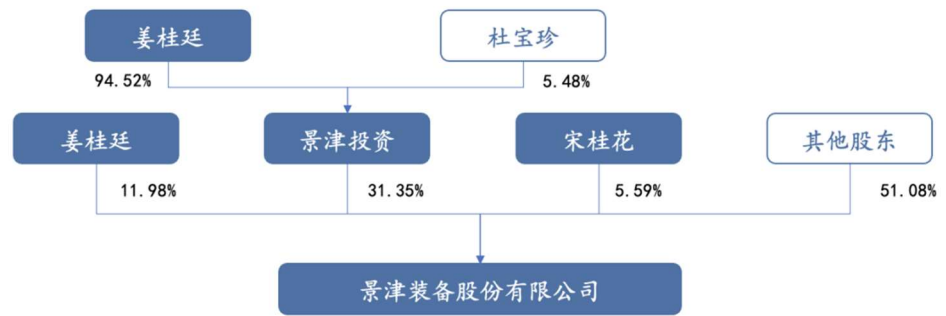 姜桂廷
杜宝珍
94.52%
5.48%
姜桂廷
景津投资
宋桂花
其他股东
11.98%
31.35%
5.59%
51.08%
景津装备股份有限公司